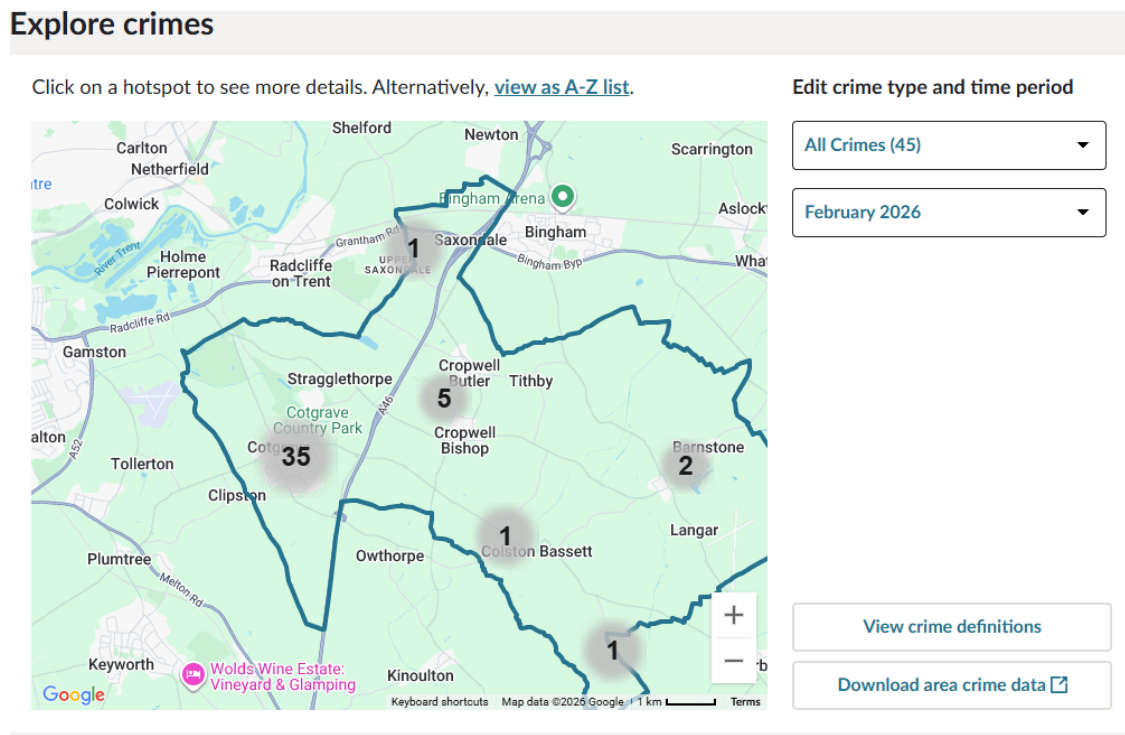 Explore crimes
Click on a hotspot to see more details. Alternatively, view as A-Z list.
Edit crime type and time period
All Crimes (45)
February 2026
Shelford
Newton
Carlton
Scarrington
Netherfield
tre
Bingham Arena
Colwick
Aslock
Bingham
Grantham Rd
Saxondale
1
River Trent
Holme
Pierrepont
UPPER
SAXONDALE
Radcliffe
on Trent
Bingham Byp
What
Radcliffe Rd
Gamston
Cropwell
Butler
Tithby
Stragglethorpe
5
A46
Cotgrave
Country Park
Cropwell
Bishop
alton
A52
Cotgrave
35
Barnstone
2
Tollerton
Clipston
Langar
1
Colston Bassett
Owthorpe
Plumtree
Melton Rd
+
1
−
Keyworth
Wolds Wine Estate:
Vineyard & Glamping
Kinoulton
rb
Google
Keyboard shortcuts
Map data ©2026 Google
1 km
Terms
View crime definitions
Download area crime data